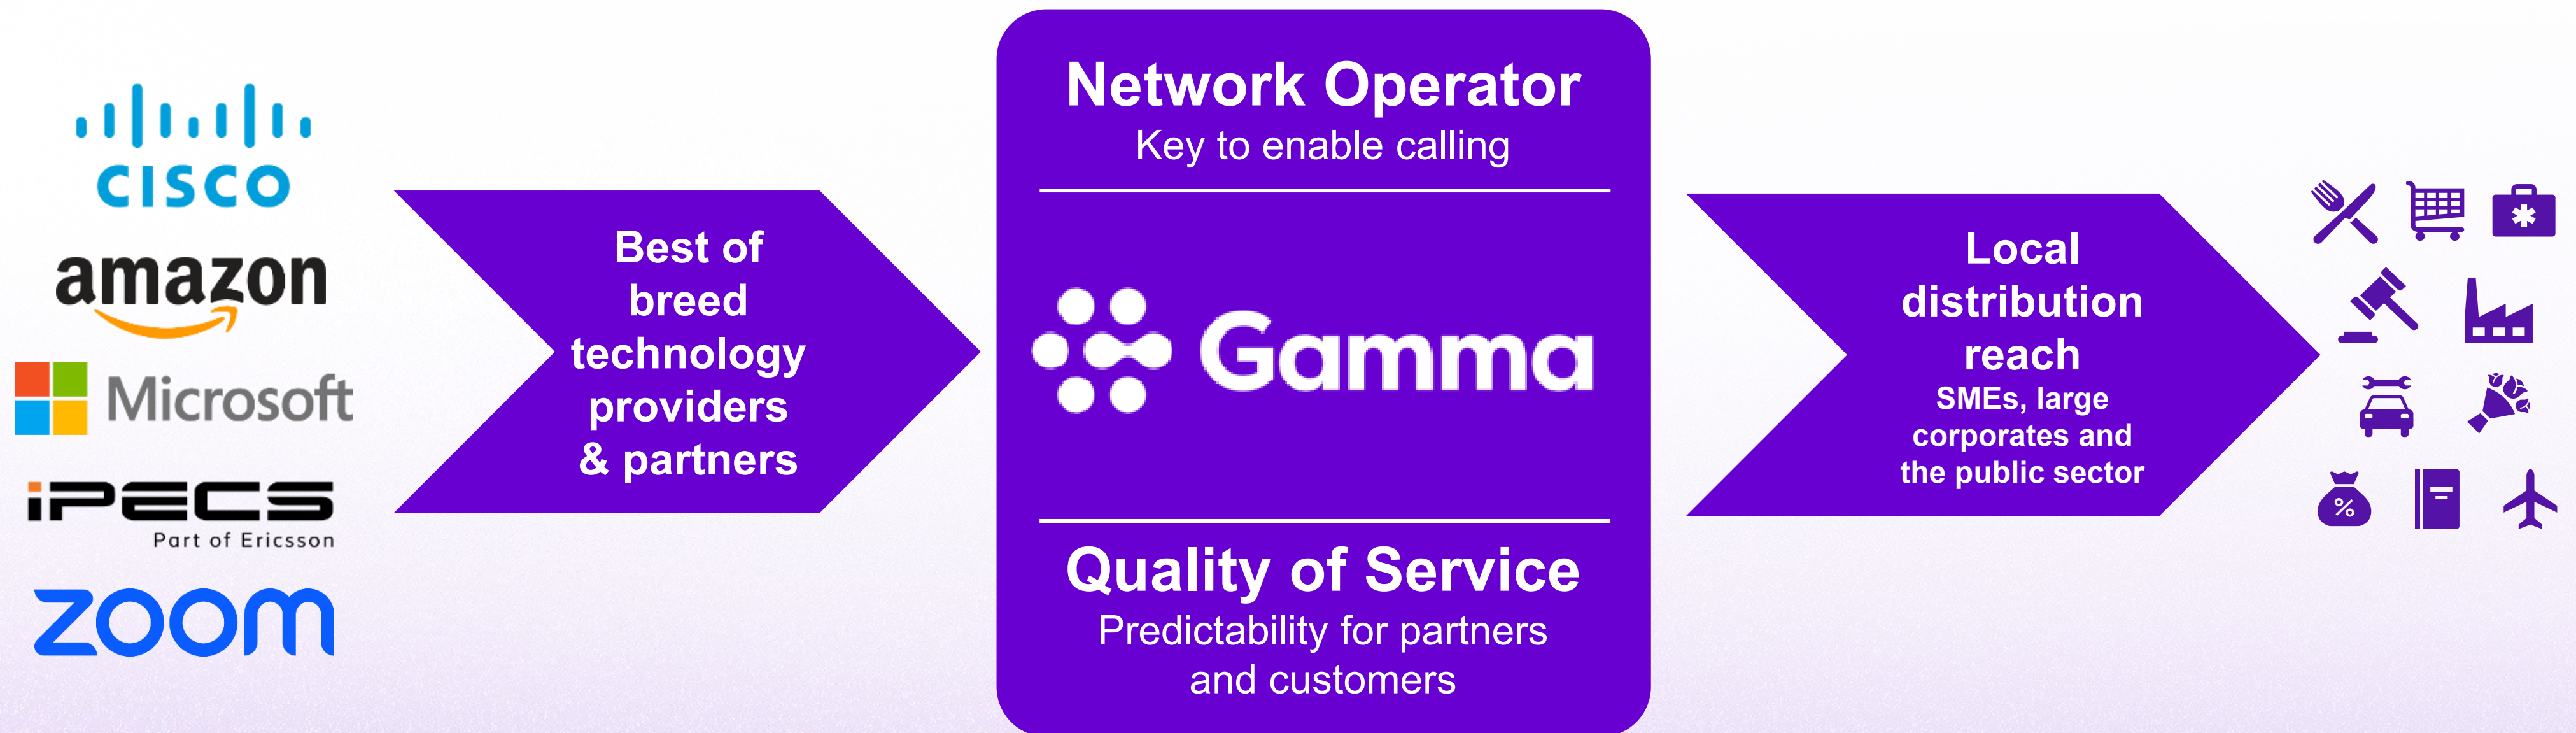 CISCO
amazon
Microsoft
iPECS
Part of Ericsson
zoom
Best of
breed
technology
providers
& partners
Network Operator
Key to enable calling
Gamma
Quality of Service
Predictability for partners
and customers
Local
distribution
reach
SMEs, large
corporates and
the public sector
%